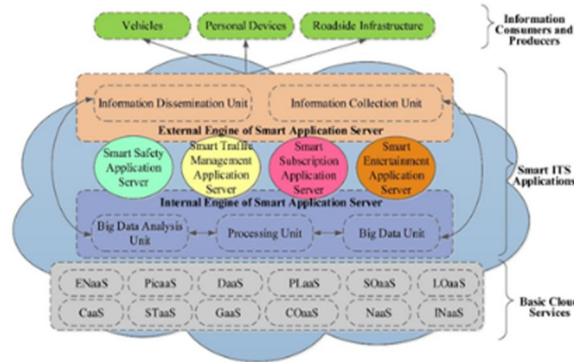 Vehicles
Personal Devices
Roadside Infrastructure
Information
Consumers and
Producers
Information Dissemination Unit
Information Collection Unit
External Engine of Smart Application Server
Smart Safety
Application
Server
Smart Traffic
Management
Application
Server
Smart
Subscription
Application
Server
Smart
Entertainment
Application
Server
Smart ITS
Applications
Internal Engine of Smart Application Server
Big Data Analysis
Unit
Processing Unit
Big Data Unit
ENaaS
PicaaS
DaaS
PLaaS
SOaaS
LOaaS
CaaS
STaaS
GaaS
COaaS
NaaS
INaaS
Basic Cloud
Services